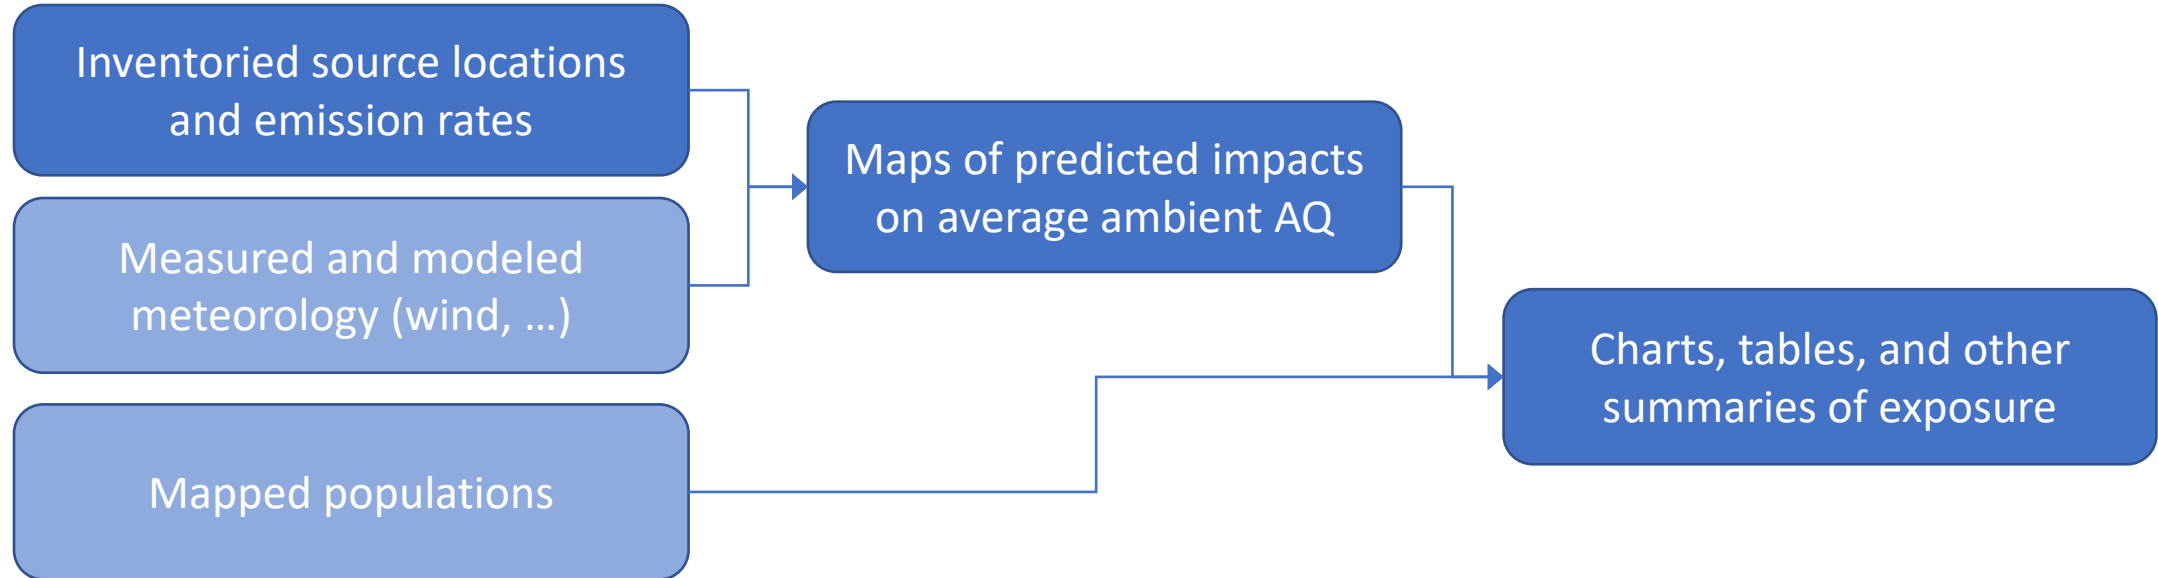 Inventoried source locations
and emission rates
Measured and modeled
meteorology (wind, ...)
Mapped populations
Maps of predicted impacts
on average ambient AQ
Charts, tables, and other
summaries of exposure